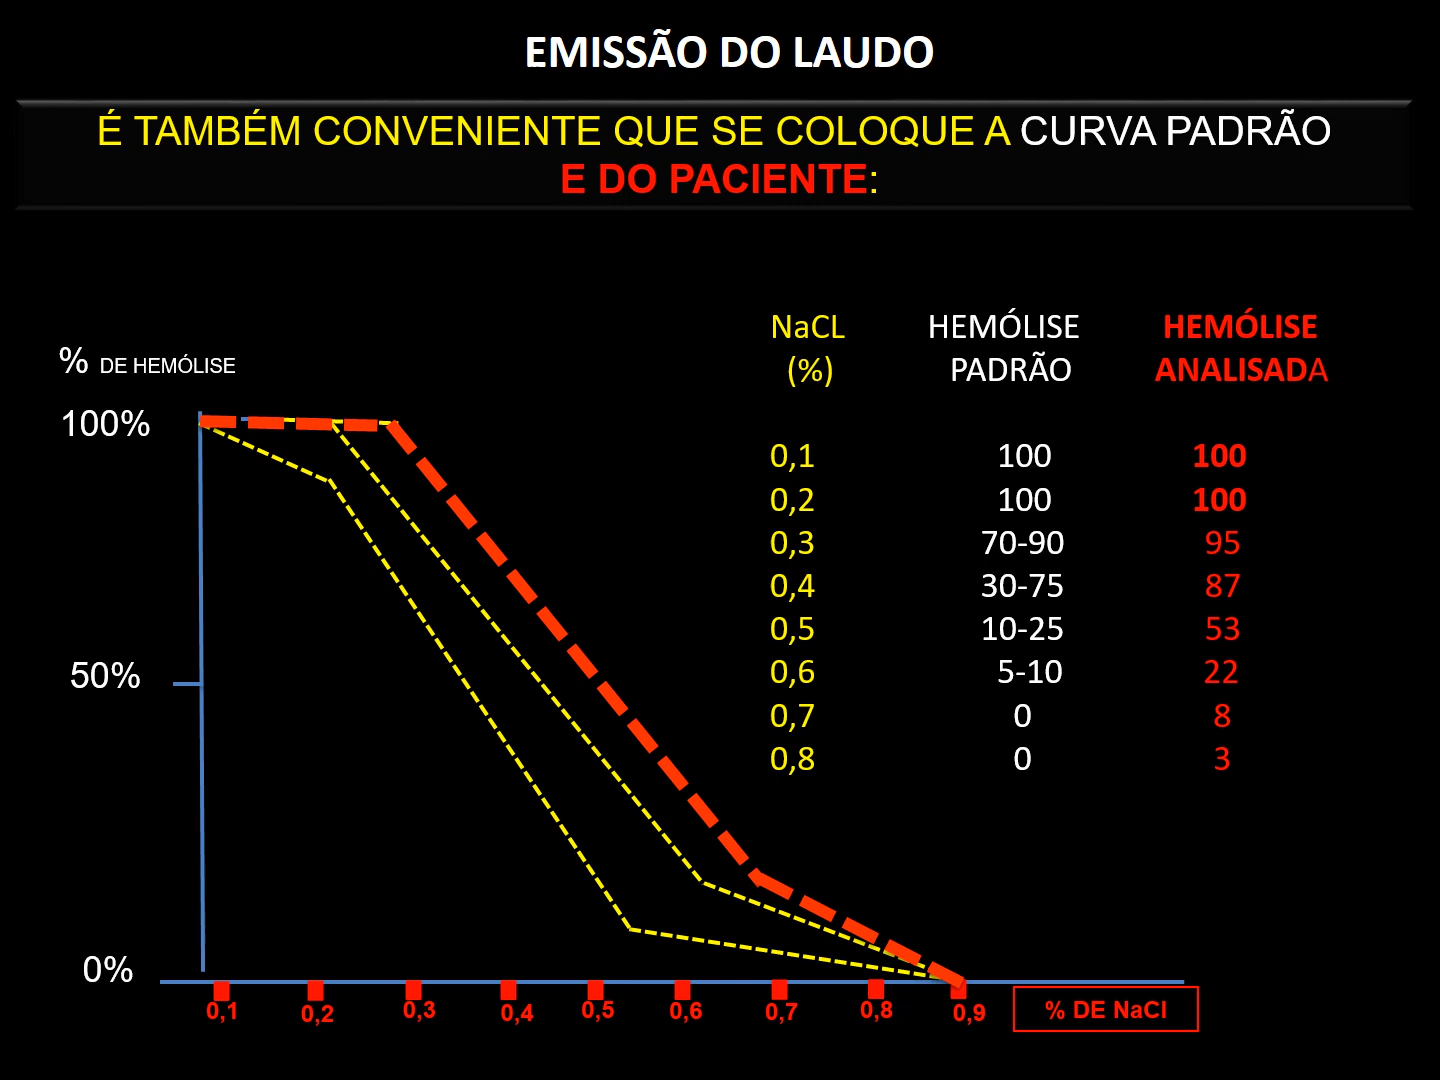 EMISSÃO DO LAUDO
É TAMBÉM CONVENIENTE QUE SE COLOQUE A CURVA PADRÃO
E DO PACIENTE:
NaCL HEMÓLISE HEMÓLISE
(%) PADRÃO ANALISADA
% DE HEMÓLISE
100%
50%
0%
0,1 100 100
0,2 100 100
0,3 70-90 95
0,4 30-75 87
0,5 10-25 53
0,6 5-10 22
0,7 0 8
0,8 0 3
0,1 0,2 0,3 0,4 0,5 0,6 0,7 0,8 0,9 % DE NaCl